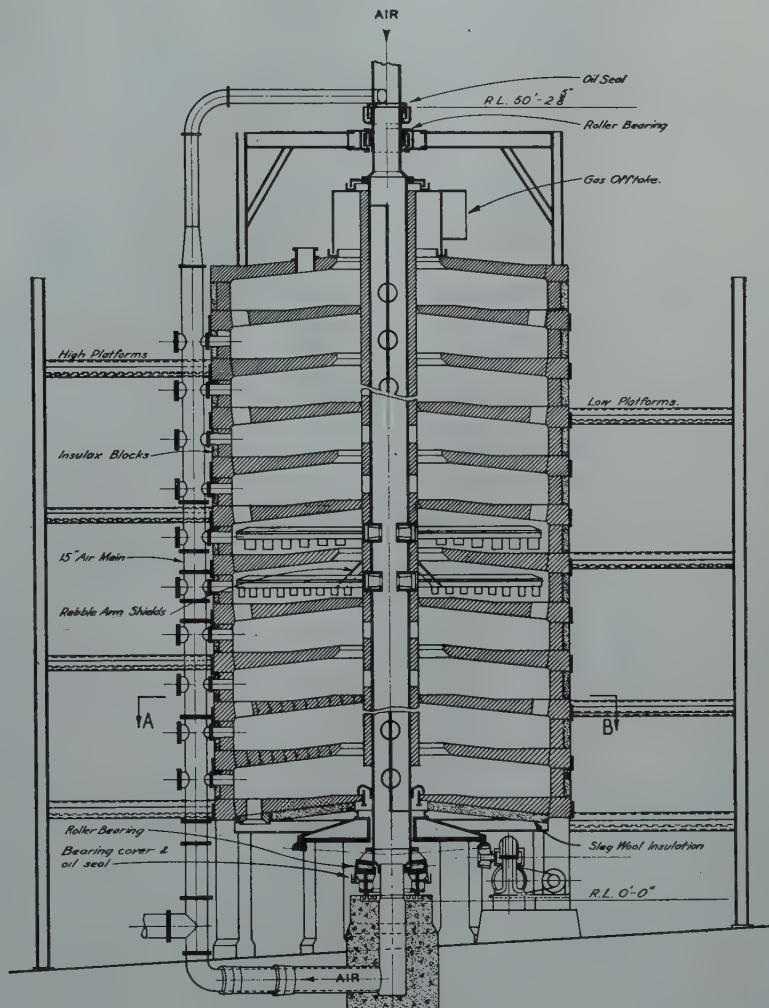 AIR
Oil Seal
R.L. 50'-2 5/8"
Roller Bearing
Gas Offtake.
High Platforms
Low Platforms.
Insulax Blocks
15" Air Main
Rabble Arm Shields
A
B
Roller Bearing
Bearing cover &
oil seal
Slag Wool Insulation
R.L. 0'-0"
AIR